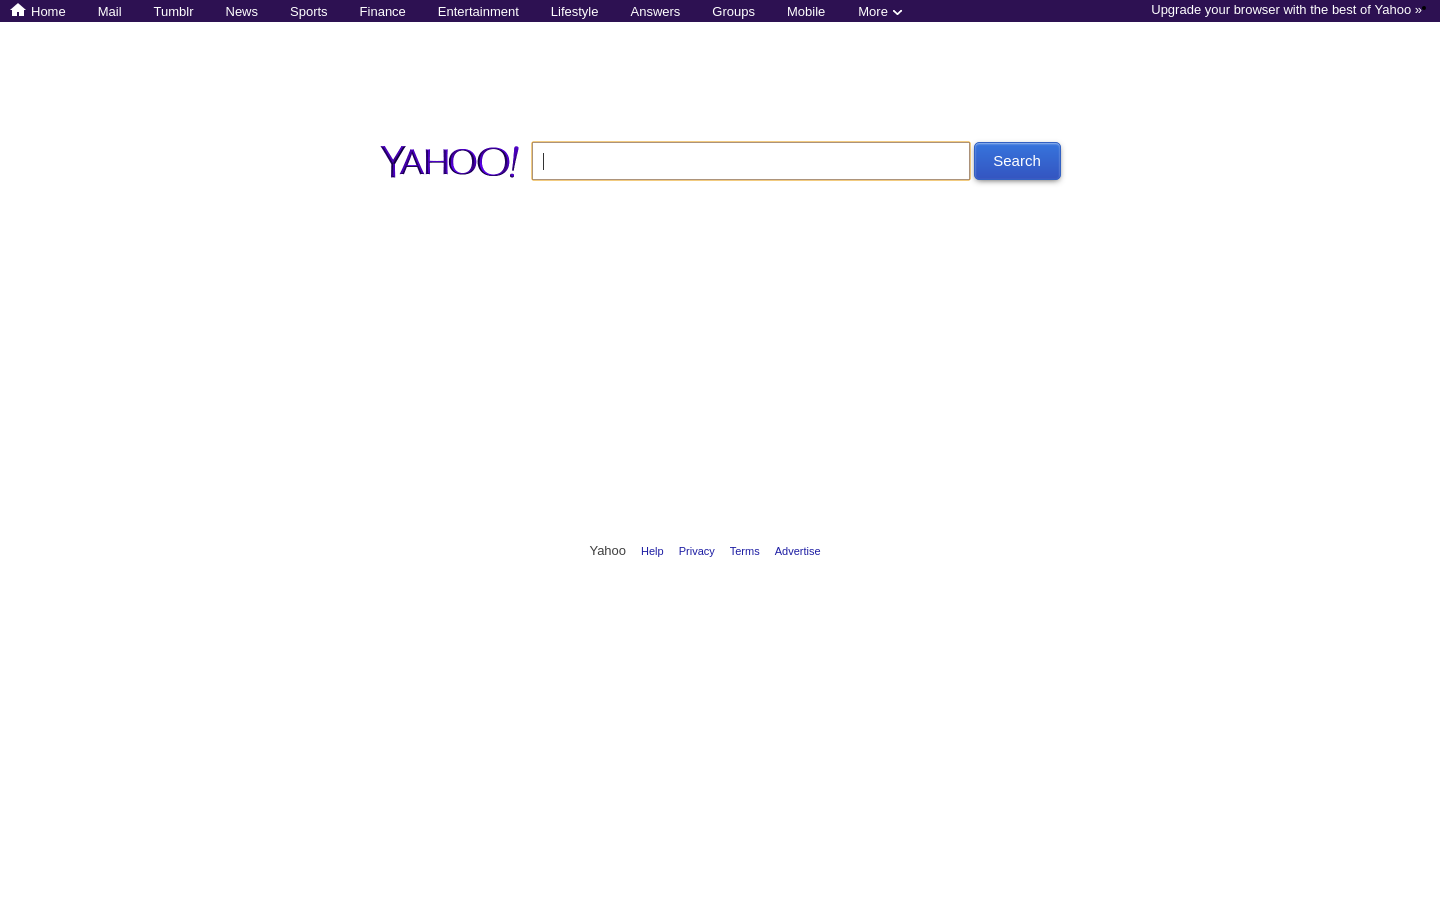 Home Mail Tumblr News Sports Finance Entertainment Lifestyle Answers Groups Mobile More Upgrade your browser with the best of Yahoo »
YAHOO! Search
Yahoo Help Privacy Terms Advertise